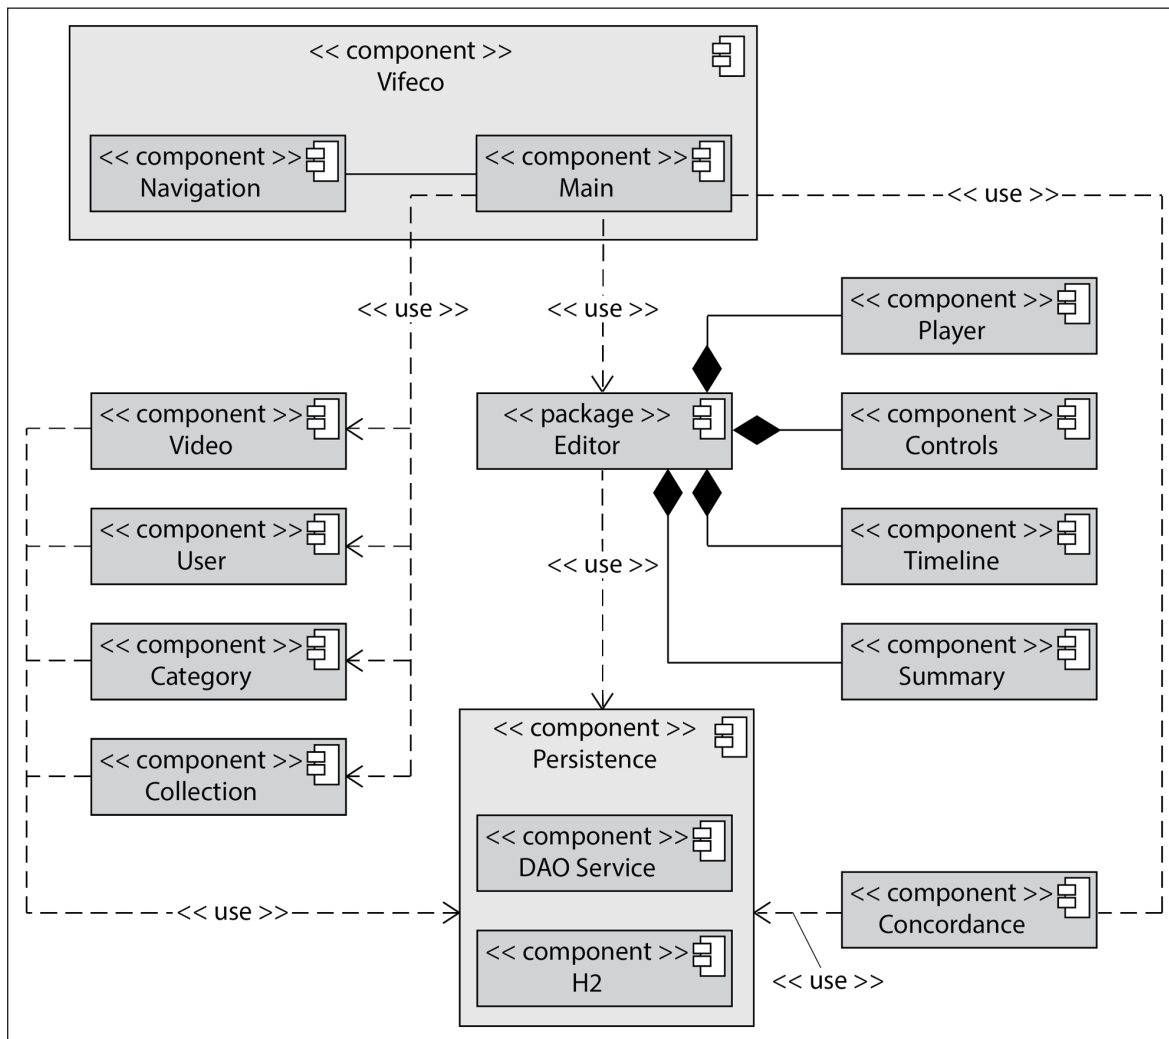 << component >>
Vifeco
<< component >>
Navigation
<< component >>
Main
<< use >>
<< use >>
<< use >>
<< component >>
Player
<< component >>
Video
<< package >>
Editor
<< component >>
Controls
<< component >>
User
<< use >>
<< component >>
Timeline
<< component >>
Category
<< component >>
Summary
<< component >>
Collection
<< component >>
Persistence
<< component >>
DAO Service
<< use >>
<< component >>
Concordance
<< component >>
H2
<< use >>